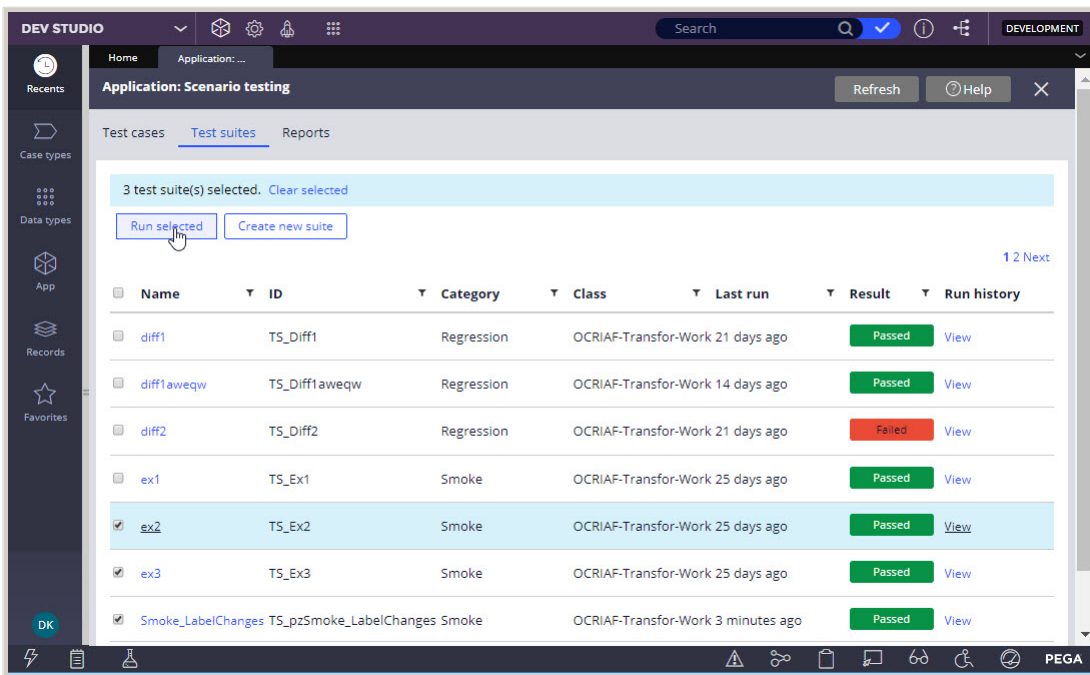 DEV STUDIO Search DEVELOPMENT
Home Application: ...
Recents
Application: Scenario testing Refresh ?Help
Case types
Test cases Test suites Reports
3 test suite(s) selected. Clear selected
Data types
Run selected Create new suite
1 2 Next
App
Name ID Category Class Last run Result Run history
Records
diff1 TS_Diff1 Regression OCRIAF-Transfor-Work 21 days ago Passed View
diff1aweqw TS_Diff1aweqw Regression OCRIAF-Transfor-Work 14 days ago Passed View
Favorites
diff2 TS_Diff2 Regression OCRIAF-Transfor-Work 21 days ago Failed View
ex1 TS_Ex1 Smoke OCRIAF-Transfor-Work 25 days ago Passed View
ex2 TS_Ex2 Smoke OCRIAF-Transfor-Work 25 days ago Passed View
ex3 TS_Ex3 Smoke OCRIAF-Transfor-Work 25 days ago Passed View
DK
Smoke_LabelChanges TS_pzSmoke_LabelChanges Smoke OCRIAF-Transfor-Work 3 minutes ago Passed View
PEGA